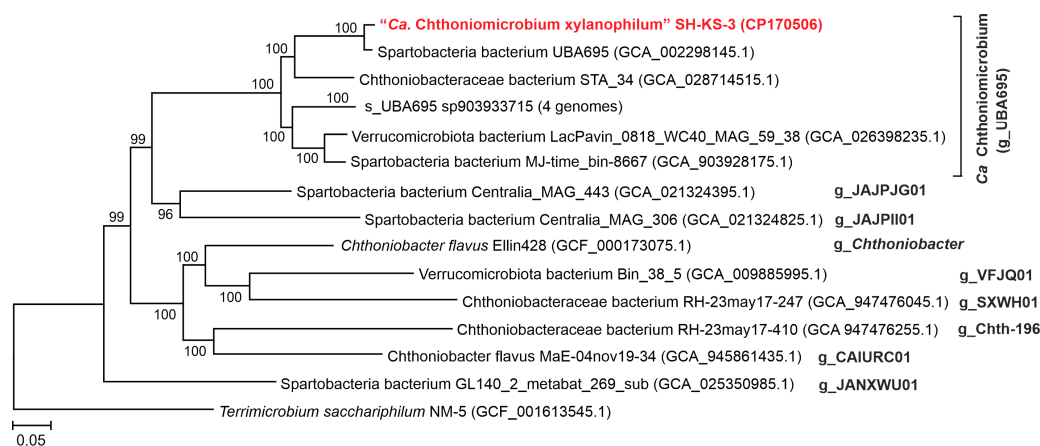 100 “Ca. Chthoniomicrobium xylanophilum” SH-KS-3 (CP170506)
Spartobacteria bacterium UBA695 (GCA_002298145.1)
100 Chthoniobacteraceae bacterium STA_34 (GCA_028714515.1)
100 s_UBA695 sp903933715 (4 genomes)
100 Verrucomicrobiota bacterium LacPavin_0818_WC40_MAG_59_38 (GCA_026398235.1)
100 Spartobacteria bacterium MJ-time_bin-8667 (GCA_903928175.1)
Ca Chthoniomicrobium
(g_UBA695)
99
Spartobacteria bacterium Centralia_MAG_443 (GCA_021324395.1) g_JAJPJG01
96 Spartobacteria bacterium Centralia_MAG_306 (GCA_021324825.1) g_JAJPII01
99
100 Chthoniobacter flavus Ellin428 (GCF_000173075.1) g_Chthoniobacter
Verrucomicrobiota bacterium Bin_38_5 (GCA_009885995.1) g_VFJQ01
100 Chthoniobacteraceae bacterium RH-23may17-247 (GCA_947476045.1) g_SXWH01
100 Chthoniobacteraceae bacterium RH-23may17-410 (GCA 947476255.1) g_Chth-196
100 Chthoniobacter flavus MaE-04nov19-34 (GCA_945861435.1) g_CAIURC01
Spartobacteria bacterium GL140_2_metabat_269_sub (GCA_025350985.1) g_JANXWU01
Terrimicrobium sacchariphilum NM-5 (GCF_001613545.1)
0.05